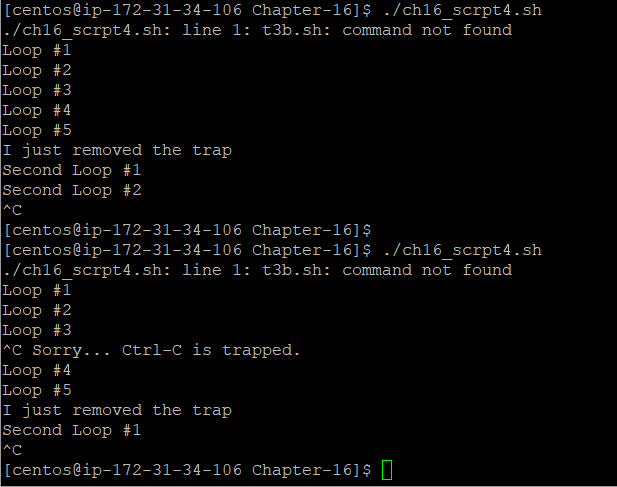 [centos@ip-172-31-34-106 Chapter-16]$ ./ch16_scrpt4.sh
./ch16_scrpt4.sh: line 1: t3b.sh: command not found
Loop #1
Loop #2
Loop #3
Loop #4
Loop #5
I just removed the trap
Second Loop #1
Second Loop #2
^C
[centos@ip-172-31-34-106 Chapter-16]$
[centos@ip-172-31-34-106 Chapter-16]$ ./ch16_scrpt4.sh
./ch16_scrpt4.sh: line 1: t3b.sh: command not found
Loop #1
Loop #2
Loop #3
^C Sorry... Ctrl-C is trapped.
Loop #4
Loop #5
I just removed the trap
Second Loop #1
^C
[centos@ip-172-31-34-106 Chapter-16]$